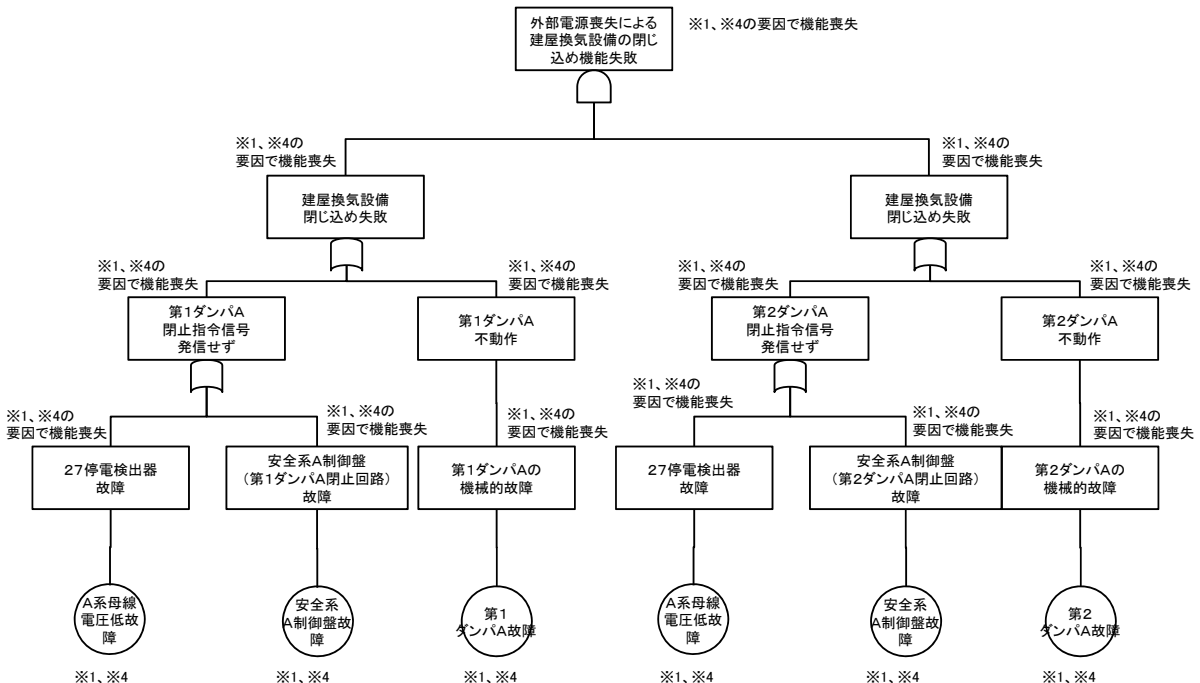 外部電源喪失による
建屋換気設備の閉じ
込め機能失敗
※1、※4の要因で機能喪失
※1、※4の
要因で機能喪失
建屋換気設備
閉じ込め失敗
※1、※4の
要因で機能喪失
建屋換気設備
閉じ込め失敗
※1、※4の
要因で機能喪失
第1ダンパA
閉止指令信号
発信せず
※1、※4の
要因で機能喪失
第1ダンパA
不動作
※1、※4の
要因で機能喪失
第2ダンパA
閉止指令信号
発信せず
※1、※4の
要因で機能喪失
第2ダンパA
不動作
※1、※4の
要因で機能喪失
27停電検出器
故障
※1、※4の
要因で機能喪失
安全系A制御盤
(第1ダンパA閉止回路)
故障
※1、※4の
要因で機能喪失
第1ダンパAの
機械的故障
※1、※4の
要因で機能喪失
27停電検出器
故障
※1、※4の
要因で機能喪失
安全系A制御盤
(第2ダンパA閉止回路)
故障
※1、※4の
要因で機能喪失
第2ダンパAの
機械的故障
A系母線
電圧低故
障
※1、※4
安全系
A制御盤故
障
※1、※4
第1
ダンパA故障
※1、※4
A系母線
電圧低故
障
※1、※4
安全系
A制御盤故
障
※1、※4
第2
ダンパA故障
※1、※4